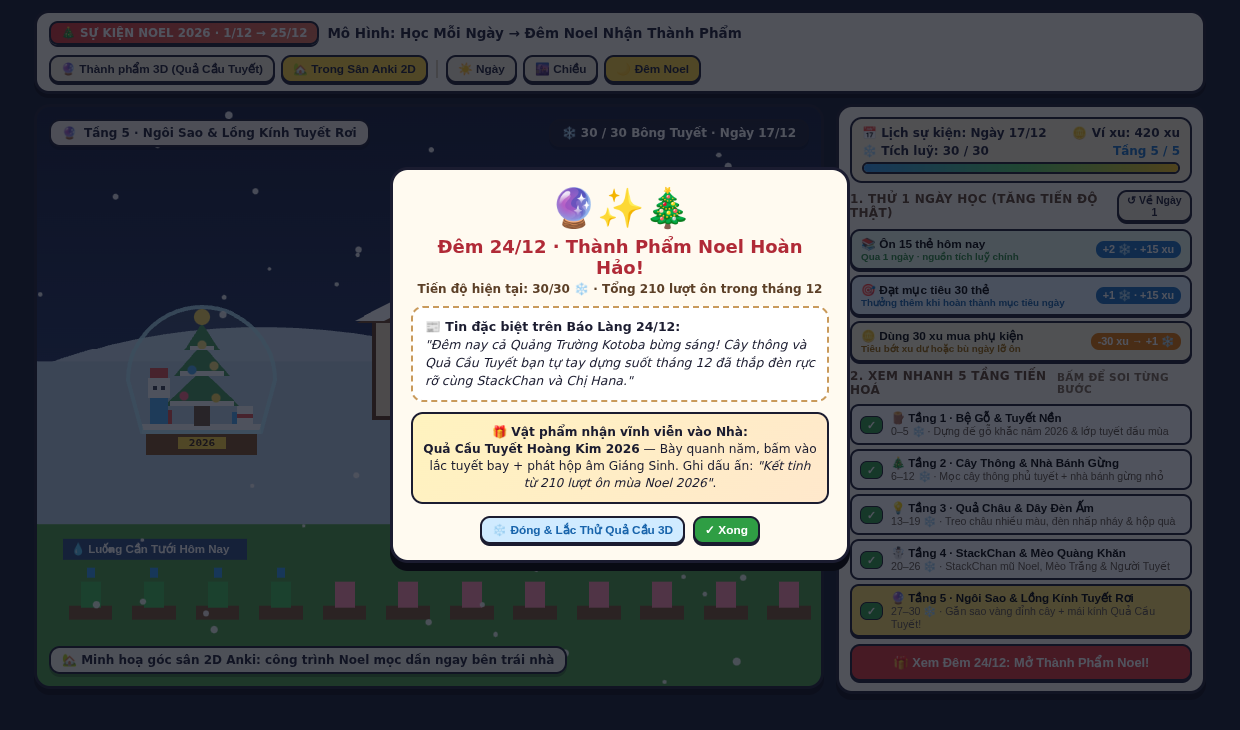 🎄 SỰ KIỆN NOEL 2026 · 1/12 → 25/12
Mô Hình: Học Mỗi Ngày → Đêm Noel Nhận Thành Phẩm
🔮 Thành phẩm 3D (Quả Cầu Tuyết)
🏡 Trong Sân Anki 2D
☀️ Ngày
🌆 Chiều
🌙 Đêm Noel
🔮 Tầng 5 · Ngôi Sao & Lồng Kính Tuyết Rơi
❄️ 30 / 30 Bông Tuyết · Ngày 17/12
2026
💧 Luống Cần Tưới Hôm Nay
🏡 Minh hoạ góc sân 2D Anki: công trình Noel mọc dần ngay bên trái nhà
🔮✨🎄
Đêm 24/12 · Thành Phẩm Noel Hoàn
Hảo!
Tiến độ hiện tại: 30/30 ❄️ · Tổng 210 lượt ôn trong tháng 12
📰 Tin đặc biệt trên Báo Làng 24/12:
"Đêm nay cả Quảng Trường Kotoba bừng sáng! Cây thông và
Quả Cầu Tuyết bạn tự tay dựng suốt tháng 12 đã thắp đèn rực
rỡ cùng StackChan và Chị Hana."
🎁 Vật phẩm nhận vĩnh viễn vào Nhà:
Quả Cầu Tuyết Hoàng Kim 2026 — Bày quanh năm, bấm vào
lắc tuyết bay + phát hộp âm Giáng Sinh. Ghi dấu ấn: "Kết tinh
từ 210 lượt ôn mùa Noel 2026".
❄️ Đóng & Lắc Thử Quả Cầu 3D
✓ Xong
📅 Lịch sự kiện: Ngày 17/12
🪙 Ví xu: 420 xu
❄️ Tích luỹ: 30 / 30
Tầng 5 / 5
1. THỬ 1 NGÀY HỌC (TĂNG TIẾN ĐỘ
THẬT)
↺ Về Ngày
1
📚 Ôn 15 thẻ hôm nay
Qua 1 ngày · nguồn tích luỹ chính
+2 ❄️ · +15 xu
🎯 Đạt mục tiêu 30 thẻ
Thưởng thêm khi hoàn thành mục tiêu ngày
+1 ❄️ · +15 xu
🪙 Dùng 30 xu mua phụ kiện
Tiêu bớt xu dư hoặc bù ngày lỡ ôn
-30 xu → +1 ❄️
2. XEM NHANH 5 TẦNG TIẾN
HOÁ
BẤM ĐỂ SOI TỪNG
BƯỚC
✓
🪵 Tầng 1 · Bệ Gỗ & Tuyết Nền
0–5 ❄️ · Dựng đế gỗ khắc năm 2026 & lớp tuyết đầu mùa
✓
🎄 Tầng 2 · Cây Thông & Nhà Bánh Gừng
6–12 ❄️ · Mọc cây thông phủ tuyết + nhà bánh gừng nhỏ
✓
💡 Tầng 3 · Quả Châu & Dây Đèn Ấm
13–19 ❄️ · Treo châu nhiều màu, đèn nhấp nháy & hộp quà
✓
⛄ Tầng 4 · StackChan & Mèo Quàng Khăn
20–26 ❄️ · StackChan mũ Noel, Mèo Trắng & Người Tuyết
✓
🔮 Tầng 5 · Ngôi Sao & Lồng Kính Tuyết Rơi
27–30 ❄️ · Gắn sao vàng đỉnh cây + mái kính Quả Cầu
Tuyết!
🎁 Xem Đêm 24/12: Mở Thành Phẩm Noel!